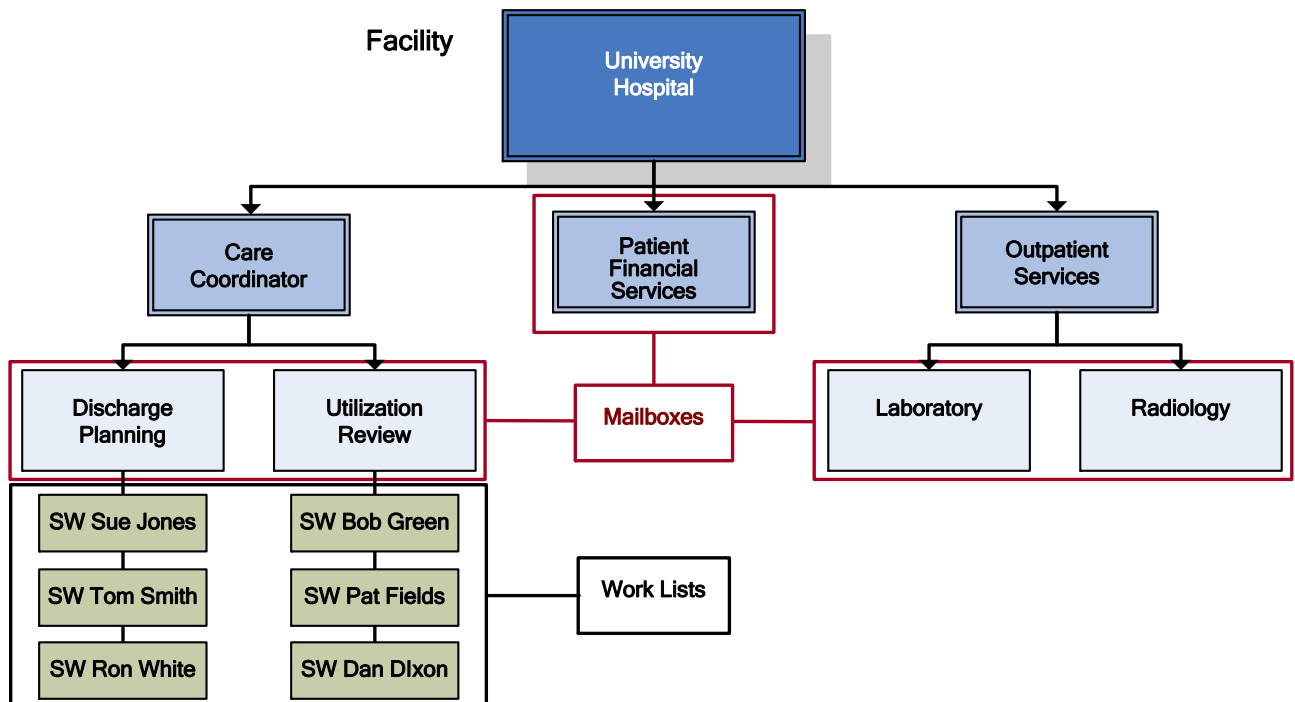 Facility
University
Hospital
Care
Coordinator
Patient
Financial
Services
Outpatient
Services
Discharge
Planning
Utilization
Review
Mailboxes
Laboratory
Radiology
SW Sue Jones
SW Bob Green
SW Tom Smith
SW Pat Fields
Work Lists
SW Ron White
SW Dan DIxon